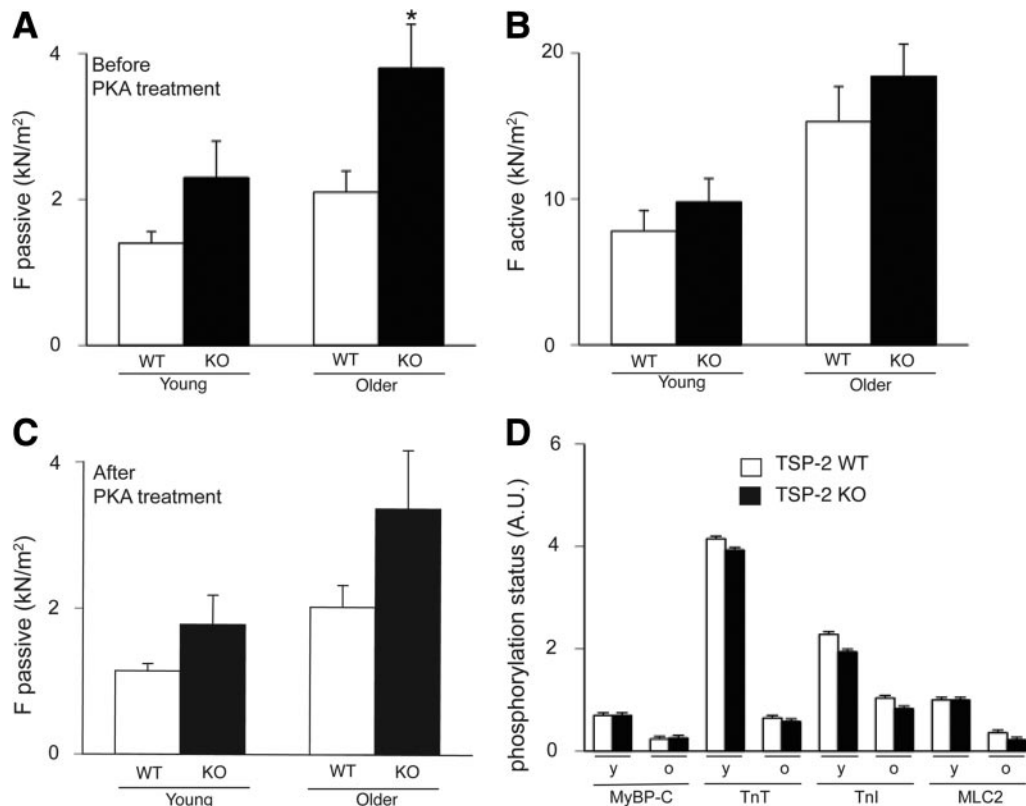 A
Before
PKA treatment
*
F passive (kN/m²)
4
2
0
WT KO WT KO
Young Older
B
F active (kN/m²)
20
10
0
WT KO WT KO
Young Older
C
After
PKA treatment
F passive (kN/m²)
4
2
0
WT KO WT KO
Young Older
D
phosphorylation status (A.U.)
6
4
2
0
TSP-2 WT
TSP-2 KO
y o y o y o y o
MyBP-C TnT TnI MLC2